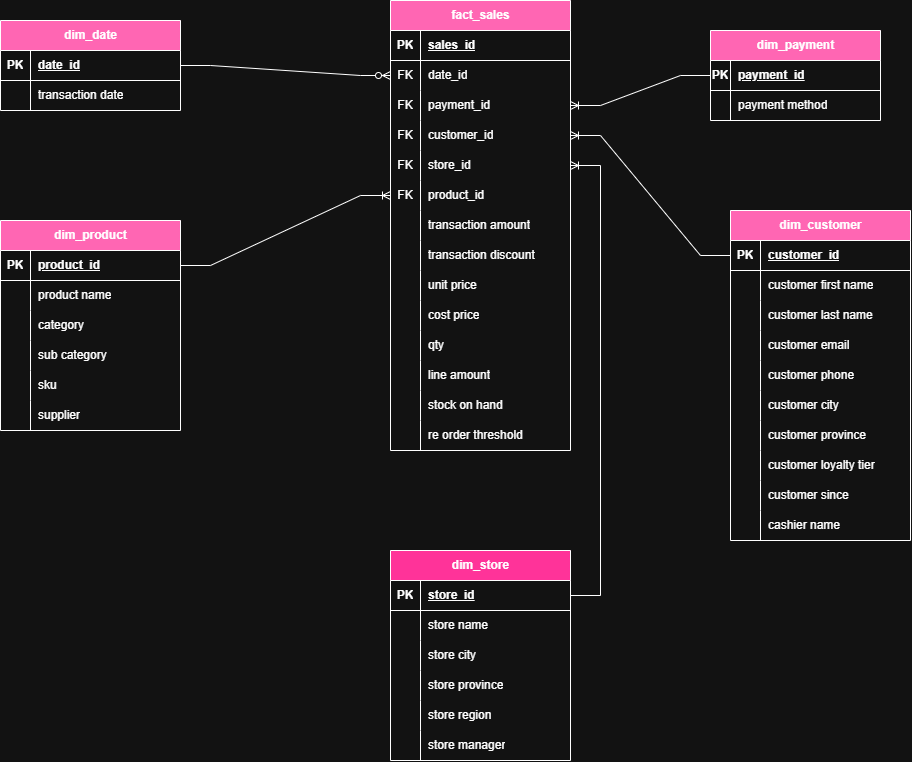 dim_date
PK date_id
transaction date
fact_sales
PK sales_id
FK date_id
FK payment_id
FK customer_id
FK store_id
FK product_id
transaction amount
transaction discount
unit price
cost price
qty
line amount
stock on hand
re order threshold
dim_payment
PK payment_id
payment method
dim_product
PK product_id
product name
category
sub category
sku
supplier
dim_customer
PK customer_id
customer first name
customer last name
customer email
customer phone
customer city
customer province
customer loyalty tier
customer since
cashier name
dim_store
PK store_id
store name
store city
store province
store region
store manager